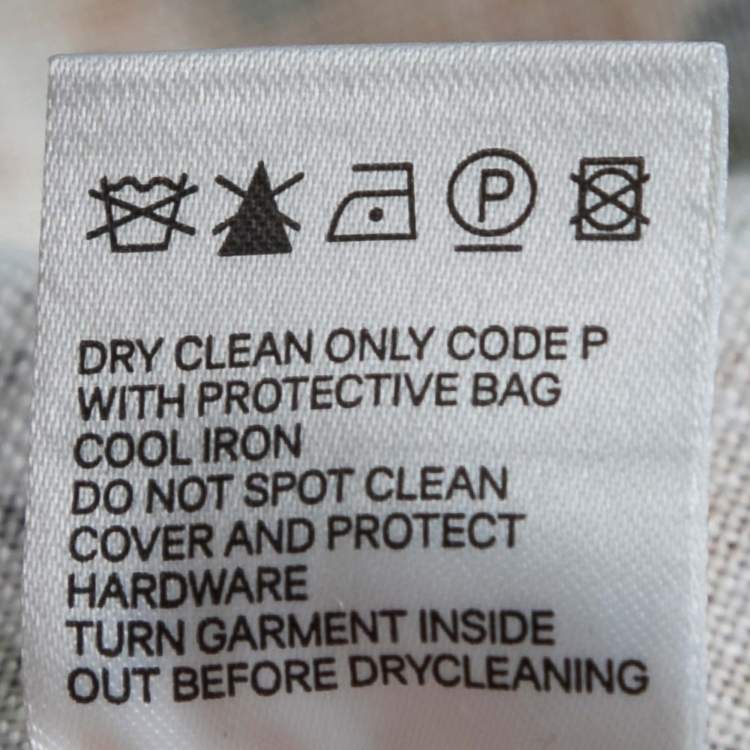 P
DRY CLEAN ONLY CODE P
WITH PROTECTIVE BAG
COOL IRON
DO NOT SPOT CLEAN
COVER AND PROTECT
HARDWARE
TURN GARMENT INSIDE
OUT BEFORE DRYCLEANING